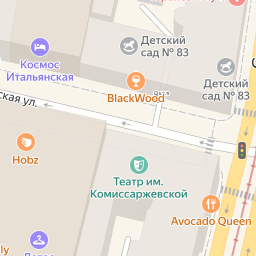 Детский
сад № 83
Космос
Итальянская
Детский
сад № 83
BlackWood
ская ул.
Hobz
Театр им.
Комиссаржевской
Avocado Queen